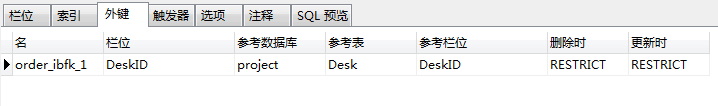 栏位 索引 外键 触发器 选项 注释 SQL 预览
名 栏位 参考数据库 参考表 参考栏位 删除时 更新时
order_ibfk_1 DeskID project Desk DeskID RESTRICT RESTRICT